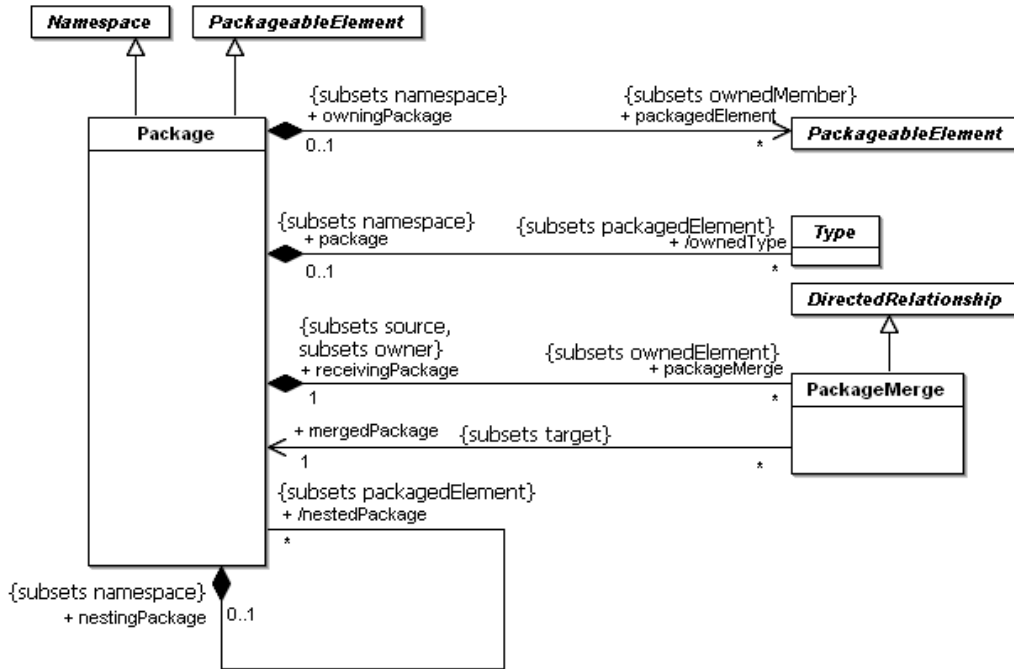 Namespace
PackageableElement
{subsets namespace}
{subsets ownedMember}
+ owningPackage
+ packagedElement
Package
PackageableElement
0..1
*
{subsets namespace}
{subsets packagedElement}
+ package
+ /ownedType
Type
0..1
*
DirectedRelationship
{subsets source,
subsets owner}
{subsets ownedElement}
+ receivingPackage
+ packageMerge
PackageMerge
1
*
+ mergedPackage
{subsets target}
1
*
{subsets packagedElement}
+ /nestedPackage
*
{subsets namespace}
0..1
+ nestingPackage